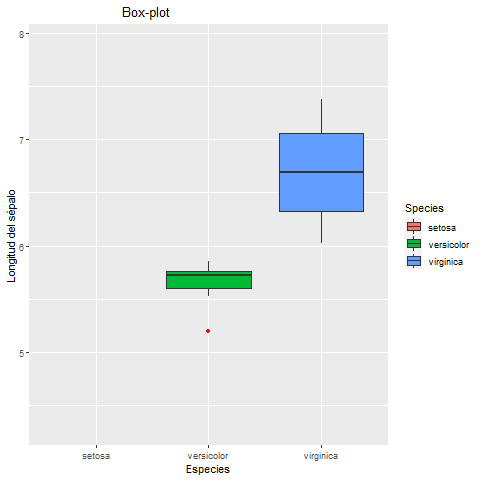 Box-plot
8
7
6
5
Longitud del sépalo
setosa versicolor virginica
Especies
Species
setosa
versicolor
virginica